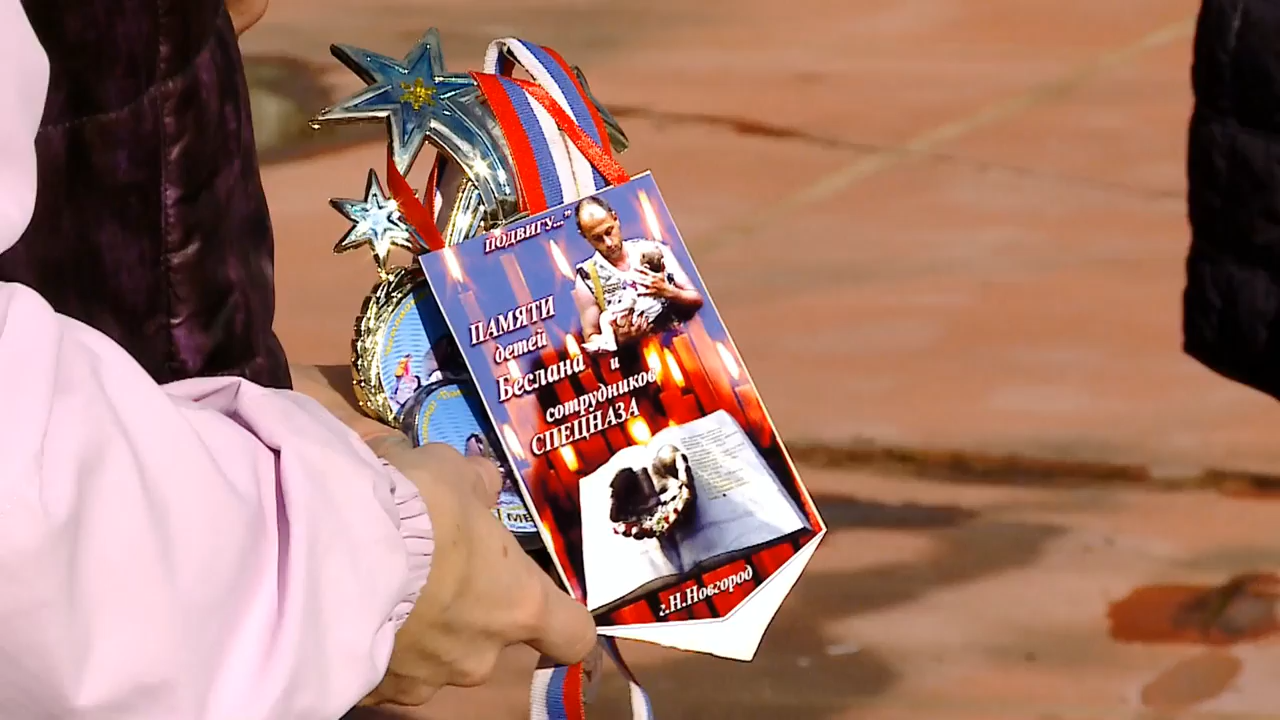 ПОДВИГУ..."
ПАМЯТИ
детей
Беслана и
сотрудников
СПЕЦНАЗА
г.Н.Новгород